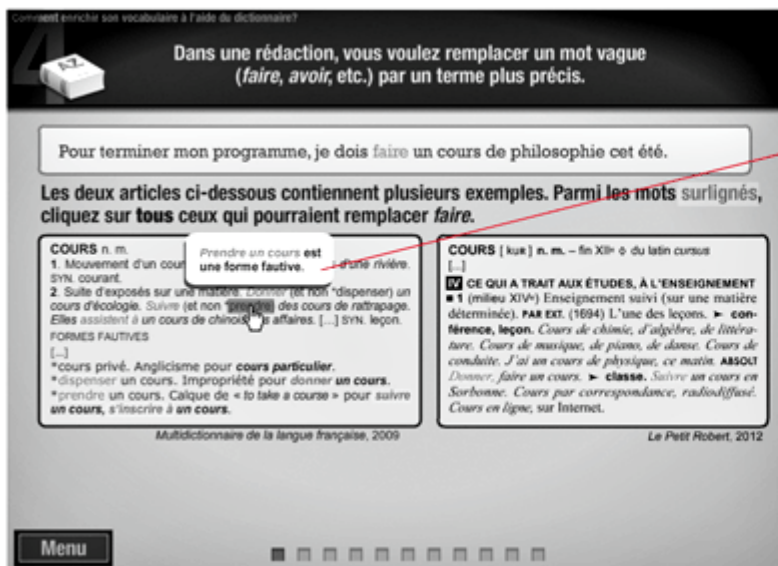 Comment enrichir son vocabulaire à l'aide du dictionnaire?
4
AZ
Dans une rédaction, vous voulez remplacer un mot vague
(faire, avoir, etc.) par un terme plus précis.
Pour terminer mon programme, je dois faire un cours de philosophie cet été.
Les deux articles ci-dessous contiennent plusieurs exemples. Parmi les mots surlignés,
cliquez sur tous ceux qui pourraient remplacer faire.
COURS n. m.
1. Mouvement d'un cour d'une rivière.
SYN. courant.
2. Suite d'exposés sur une matière. Donner (et non *dispenser) un
cours d'écologie. Suivre (et non *prendre) des cours de rattrapage.
Elles assistent à un cours de chinois affaires. [...] SYN. leçon.
FORMES FAUTIVES
[...]
*cours privé. Anglicisme pour cours particulier.
*dispenser un cours. Impropriété pour donner un cours.
*prendre un cours. Calque de « to take a course » pour suivre
un cours, s'inscrire à un cours.
Prendre un cours est
une forme fautive.
Multidictionnaire de la langue française, 2009
COURS [ kuʀ ] n. m. – fin XIIe ◊ du latin cursus
[...]
IV CE QUI A TRAIT AUX ÉTUDES, À L'ENSEIGNEMENT
■ 1 (milieu XIVe) Enseignement suivi (sur une matière
déterminée). PAR EXT. (1694) L'une des leçons. ► con-
férence, leçon. Cours de chimie, d'algèbre, de littéra-
ture. Cours de musique, de piano, de danse. Cours de
conduite. J'ai un cours de physique, ce matin. ABSOLT
Donner, faire un cours. ► classe. Suivre un cours en
Sorbonne. Cours par correspondance, radiodiffusé.
Cours en ligne, sur Internet.
Le Petit Robert, 2012
Menu